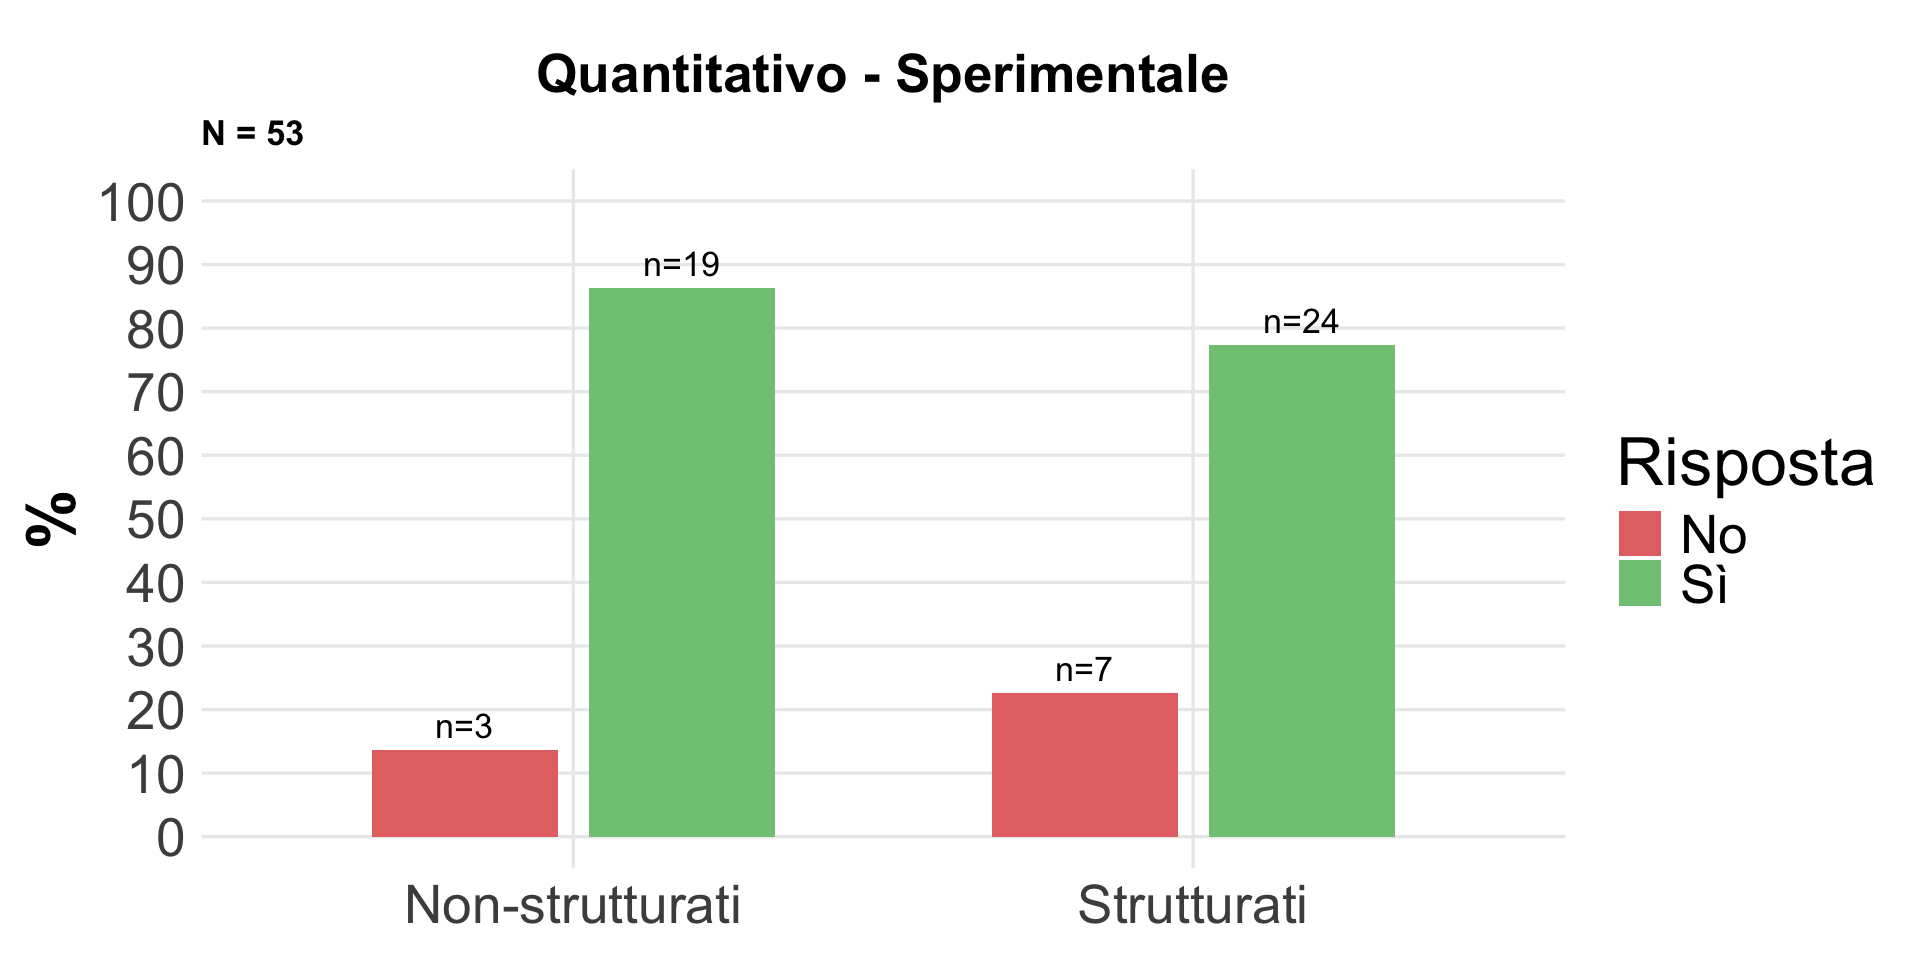 Quantitativo - Sperimentale
N = 53
%
100
90
80
70
60
50
40
30
20
10
0
n=3
n=19
n=7
n=24
Non-strutturati
Strutturati
Risposta
No
Sì